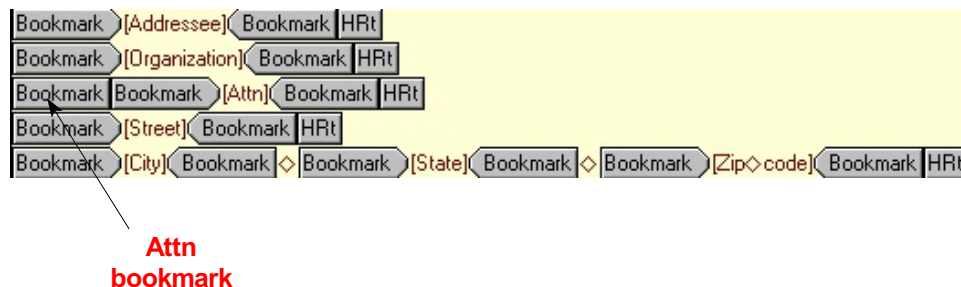 Bookmark [Addressee] Bookmark HRt
Bookmark [Organization] Bookmark HRt
Bookmark Bookmark [Attn] Bookmark HRt
Bookmark [Street] Bookmark HRt
Bookmark [City] Bookmark ◇ Bookmark [State] Bookmark ◇ Bookmark [Zip◇code] Bookmark HRt
Attn
bookmark